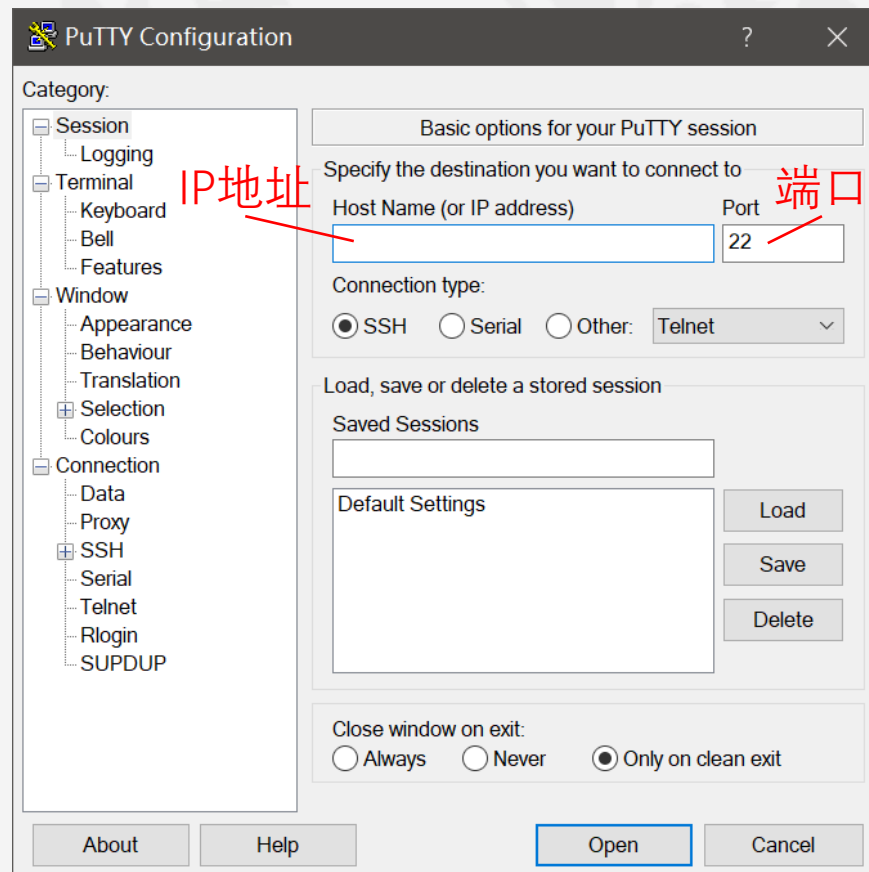 PuTTY Configuration
?
Category:
Session
Logging
Terminal
Keyboard
Bell
Features
Window
Appearance
Behaviour
Translation
Selection
Colours
Connection
Data
Proxy
SSH
Serial
Telnet
Rlogin
SUPDUP
Basic options for your PuTTY session
Specify the destination you want to connect to
IP地址
端口
Host Name (or IP address)
Port
22
Connection type:
SSH
Serial
Other:
Telnet
Load, save or delete a stored session
Saved Sessions
Default Settings
Load
Save
Delete
Close window on exit:
Always
Never
Only on clean exit
About
Help
Open
Cancel